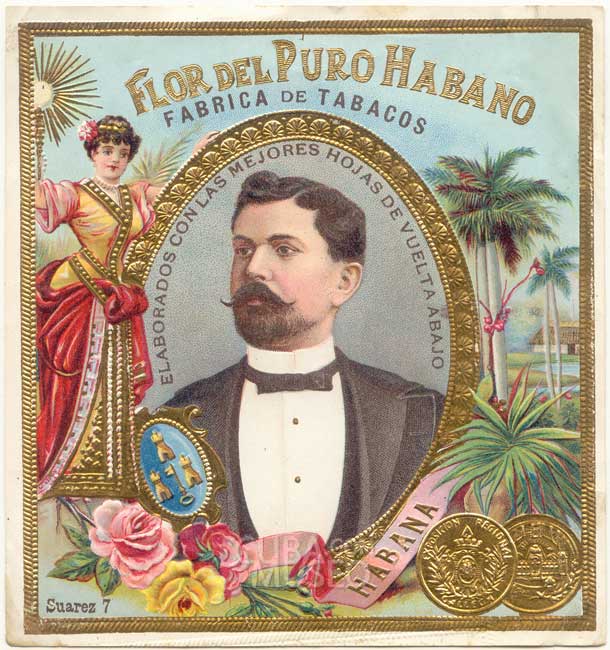 FLOR DEL PURO HABANO
FABRICA DE TABACOS
ELABORADOS CON LAS MEJORES HOJAS DE VUELTA ABAJO
HABANA
Suarez 7